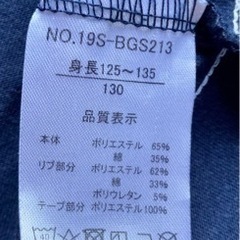 NO.19S-BGS213
身長125～135
130
品質表示
本体 ポリエステル 65%
綿 35%
リブ部分 ポリエステル 62%
綿 33%
ポリウレタン 5%
テープ部分 ポリエステル100%
40